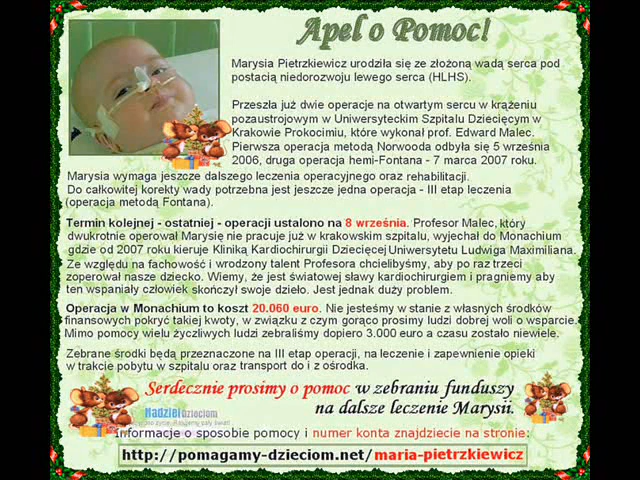 Apel o Pomoc!
Marysia Pietrzkiewicz urodziła się ze złożoną wadą serca pod
postacią niedorozwoju lewego serca (HLHS).
Przeszła już dwie operacje na otwartym sercu w krążeniu
pozaustrojowym w Uniwersyteckim Szpitalu Dziecięcym w
Krakowie Prokocimiu, które wykonał prof. Edward Malec.
Pierwsza operacja metodą Norwooda odbyła się 5 września
2006, druga operacja hemi-Fontana - 7 marca 2007 roku.
Marysia wymaga jeszcze dalszego leczenia operacyjnego oraz rehabilitacji.
Do całkowitej korekty wady potrzebna jest jeszcze jedna operacja - III etap leczenia
(operacja metodą Fontana).
Termin kolejnej - ostatniej - operacji ustalono na 8 września. Profesor Malec, który
dwukrotnie operował Marysię nie pracuje już w krakowskim szpitalu, wyjechał do Monachium
gdzie od 2007 roku kieruje Kliniką Kardiochirurgii Dziecięcej Uniwersytetu Ludwiga Maximiliana.
Ze względu na fachowość i wrodzony talent Profesora chcielibyśmy, aby po raz trzeci
zoperował nasze dziecko. Wiemy, że jest światowej sławy kardiochirurgiem i pragniemy aby
ten wspaniały człowiek skończył swoje dzieło. Jest jednak duży problem.
Operacja w Monachium to koszt 20.060 euro. Nie jesteśmy w stanie z własnych środków
finansowych pokryć takiej kwoty, w związku z czym gorąco prosimy ludzi dobrej woli o wsparcie.
Mimo pomocy wielu życzliwych ludzi zebraliśmy dopiero 3.000 euro a czasu zostało niewiele.
Zebrane środki będą przeznaczone na III etap operacji, na leczenie i zapewnienie opieki
w trakcie pobytu w szpitalu oraz transport do i z ośrodka.
Serdecznie prosimy o pomoc w zebraniu funduszy
na dalsze leczenie Marysii.
Nadziei Dzieciom
Informacje o sposobie pomocy i numer konta znajdziecie na stronie:
http://pomagamy-dzieciom.net/maria-pietrzkiewicz